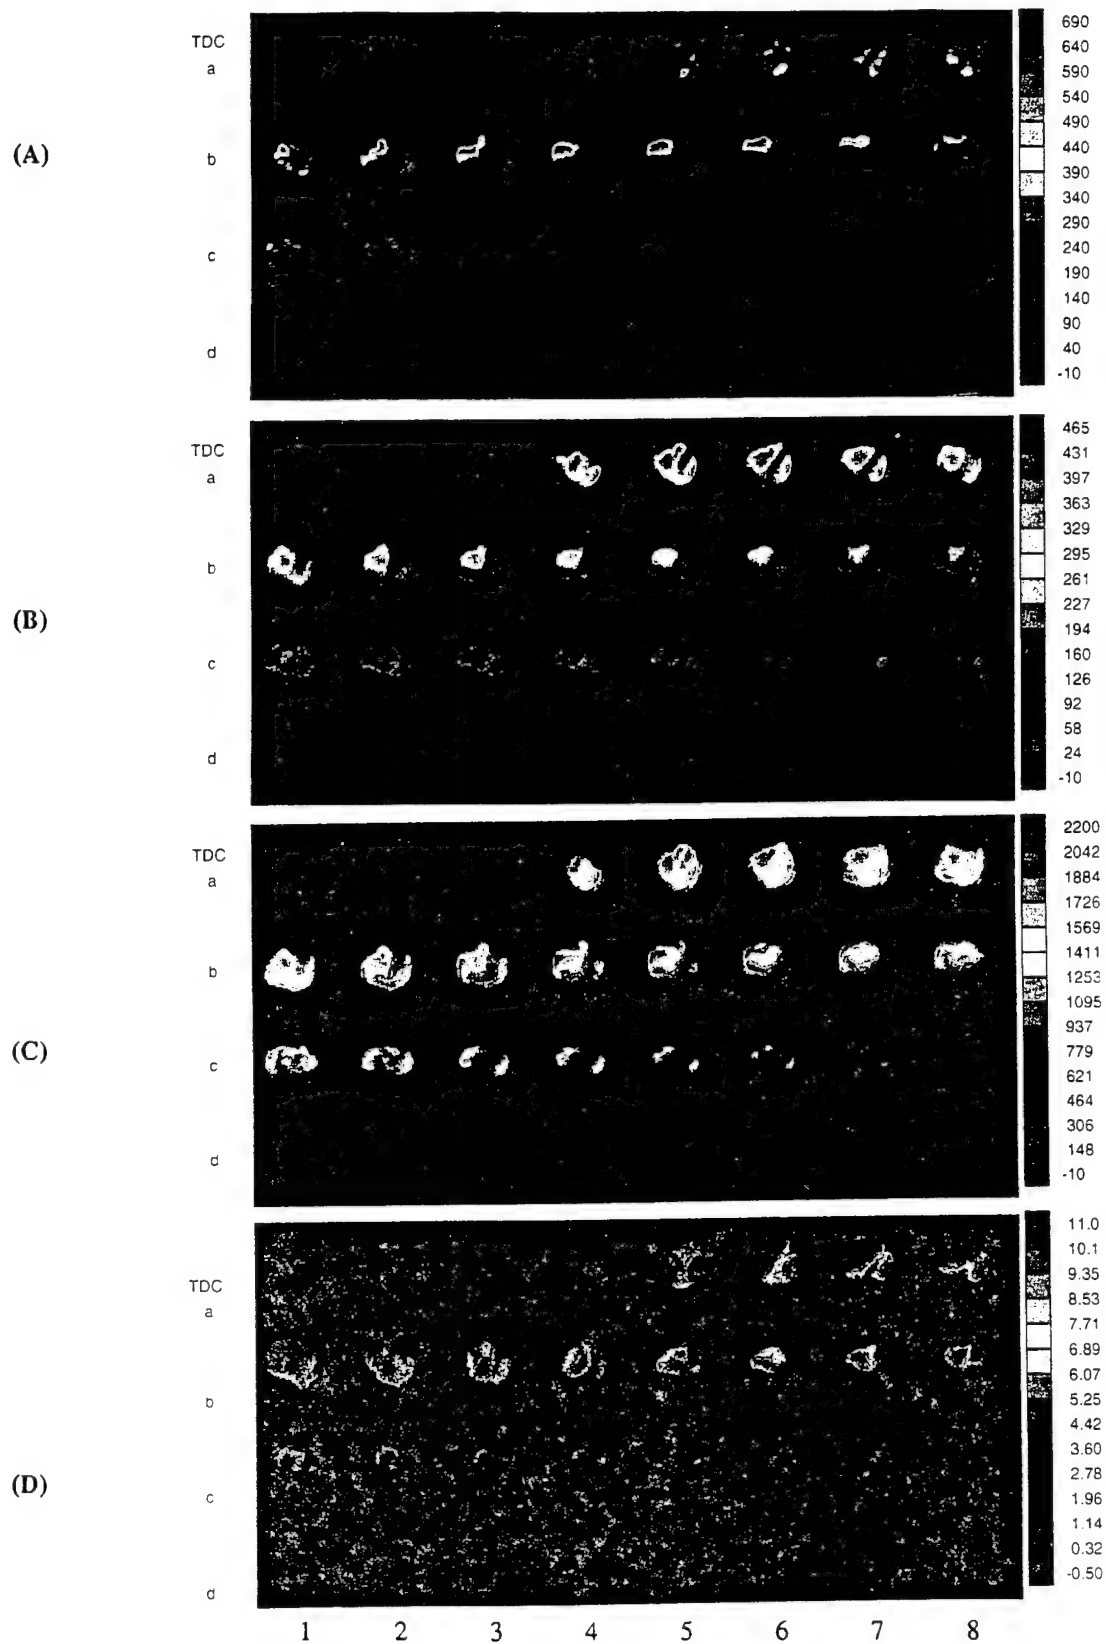 (A)
TDC
a
b
c
d
690
640
590
540
490
440
390
340
290
240
190
140
90
40
-10
(B)
TDC
a
b
c
d
465
431
397
363
329
295
261
227
194
160
126
92
58
24
-10
(C)
TDC
a
b
c
d
2200
2042
1884
1726
1569
1411
1253
1095
937
779
621
464
306
148
-10
(D)
TDC
a
b
c
d
11.0
10.1
9.35
8.53
7.71
6.89
6.07
5.25
4.42
3.60
2.78
1.96
1.14
0.32
-0.50
1 2 3 4 5 6 7 8